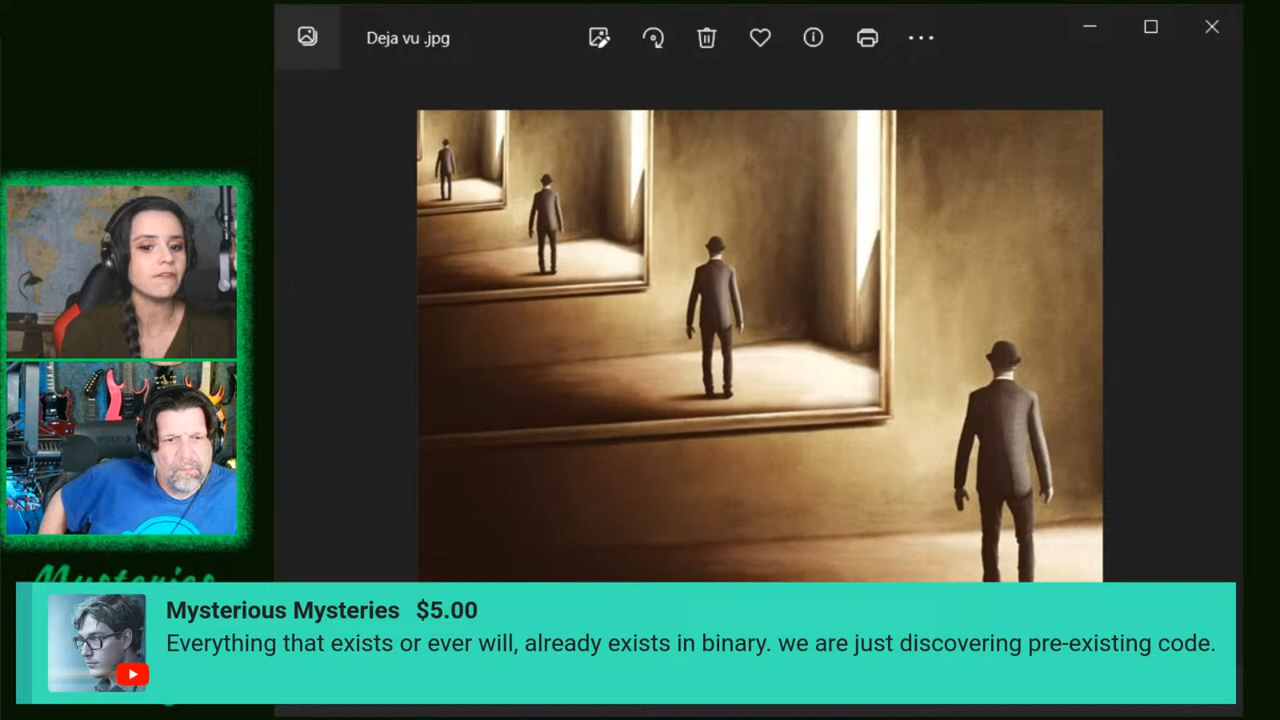 Deja vu .jpg
Mysteries
Mysterious Mysteries $5.00
Everything that exists or ever will, already exists in binary. we are just discovering pre-existing code.